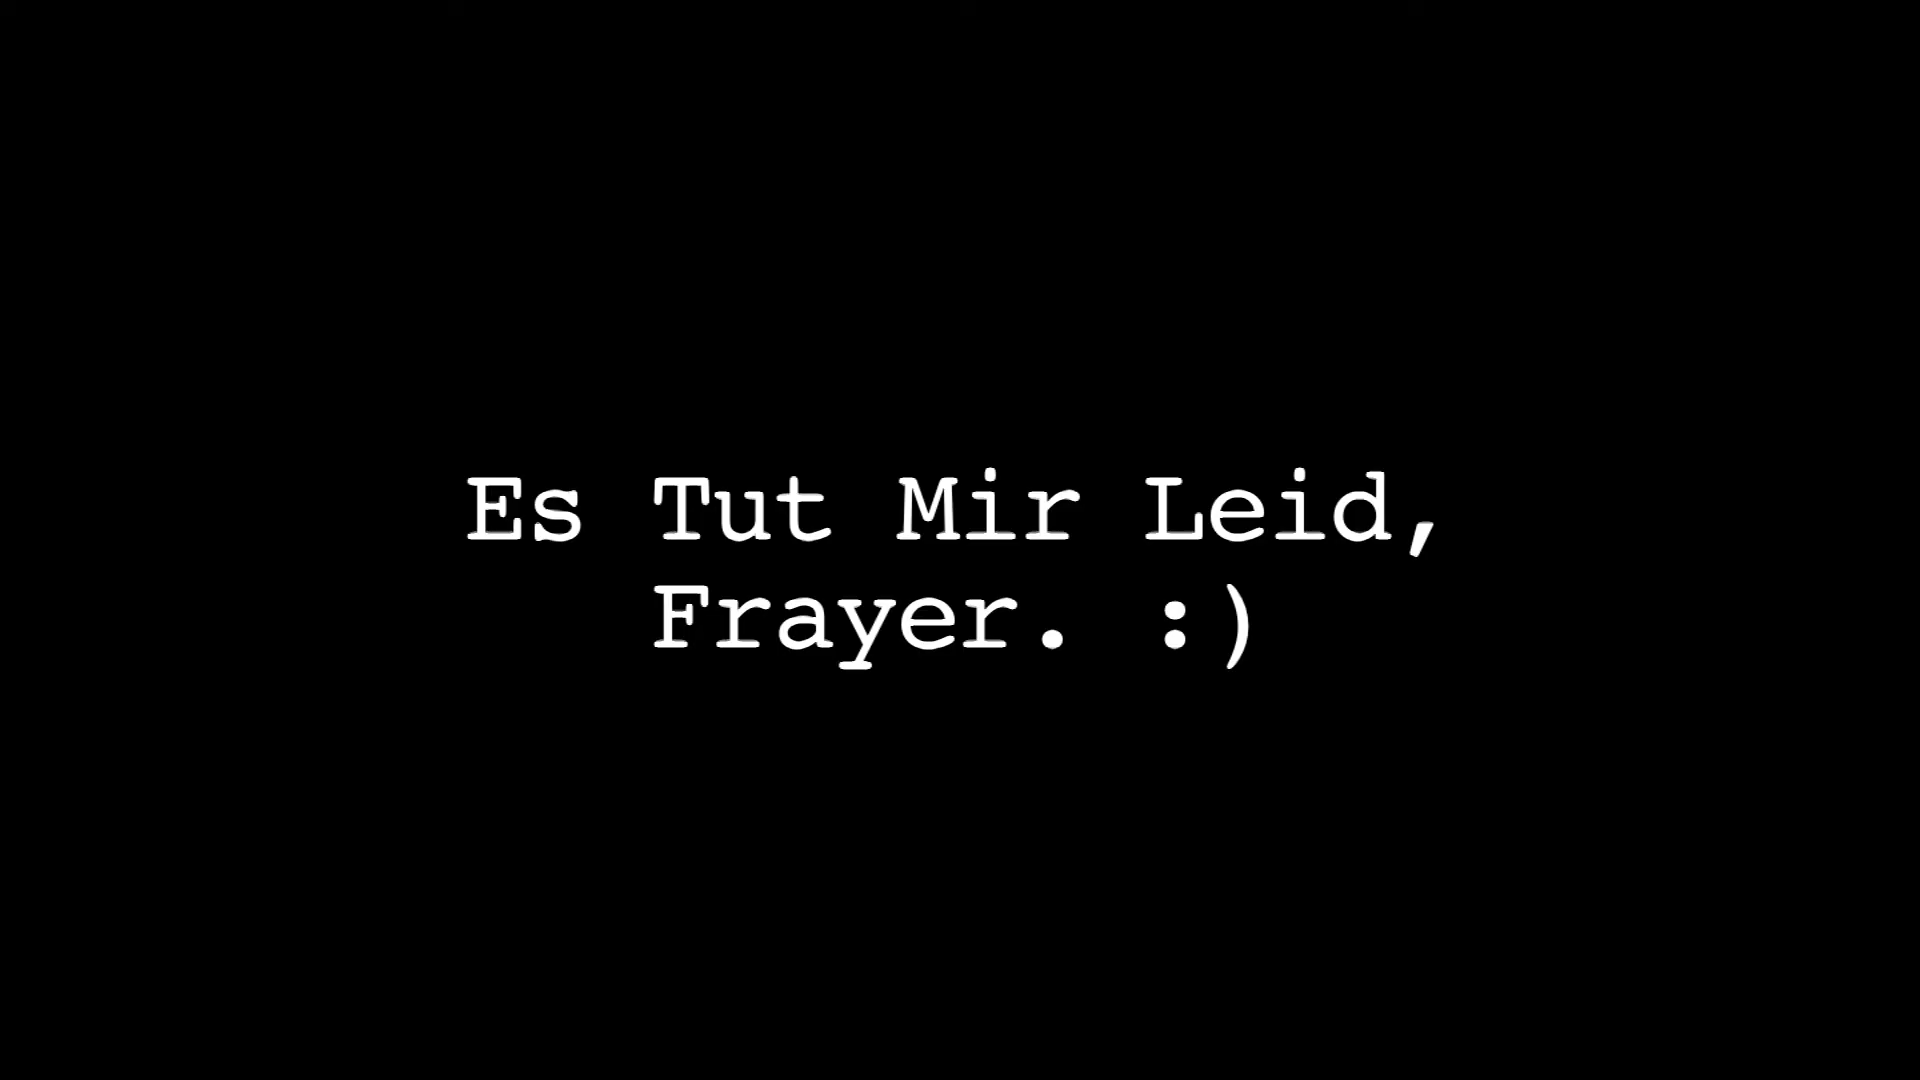 Es Tut Mir Leid,
Frayer. :)